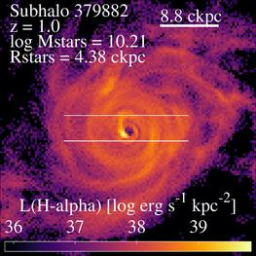 Subhalo 379882
8.8 ckpc
z = 1.0
log Mstars = 10.21
Rstars = 4.38 ckpc
L(H-alpha) [log erg s⁻¹ kpc⁻²]
36 37 38 39